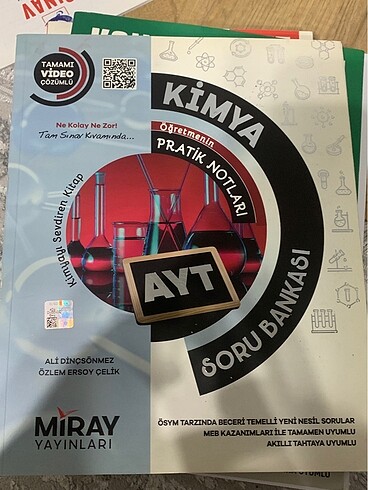 TAMAMI
VİDEO
ÇÖZÜMLÜ
Ne Kolay Ne Zor!
Tam Sınav Kıvamında...
KİMYA
Öğretmenin
PRATİK NOTLARI
Kimyayı Sevdiren Kitap
AYT
SORU BANKASI
ALİ DİNÇSÖNMEZ
ÖZLEM ERSOY ÇELİK
MİRAY
YAYINLARI
ÖSYM TARZINDA BECERİ TEMELLİ YENİ NESİL SORULAR
MEB KAZANIMLARI İLE TAMAMEN UYUMLU
AKILLI TAHTAYA UYUMLU